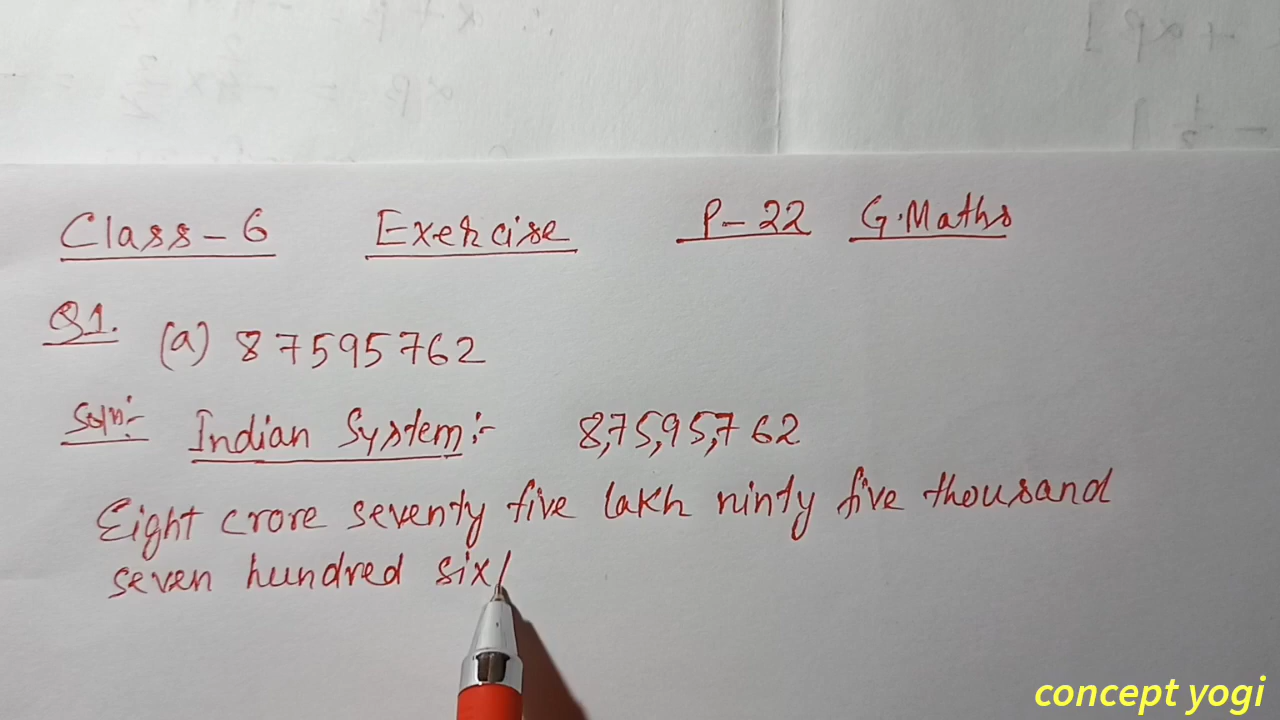 Class-6 Exercise P-22 G.Maths
Q1. (a) 87595762
Soln:- Indian System:- 8,75,95,762
Eight crore seventy five lakh ninty five thousand
seven hundred six
concept yogi